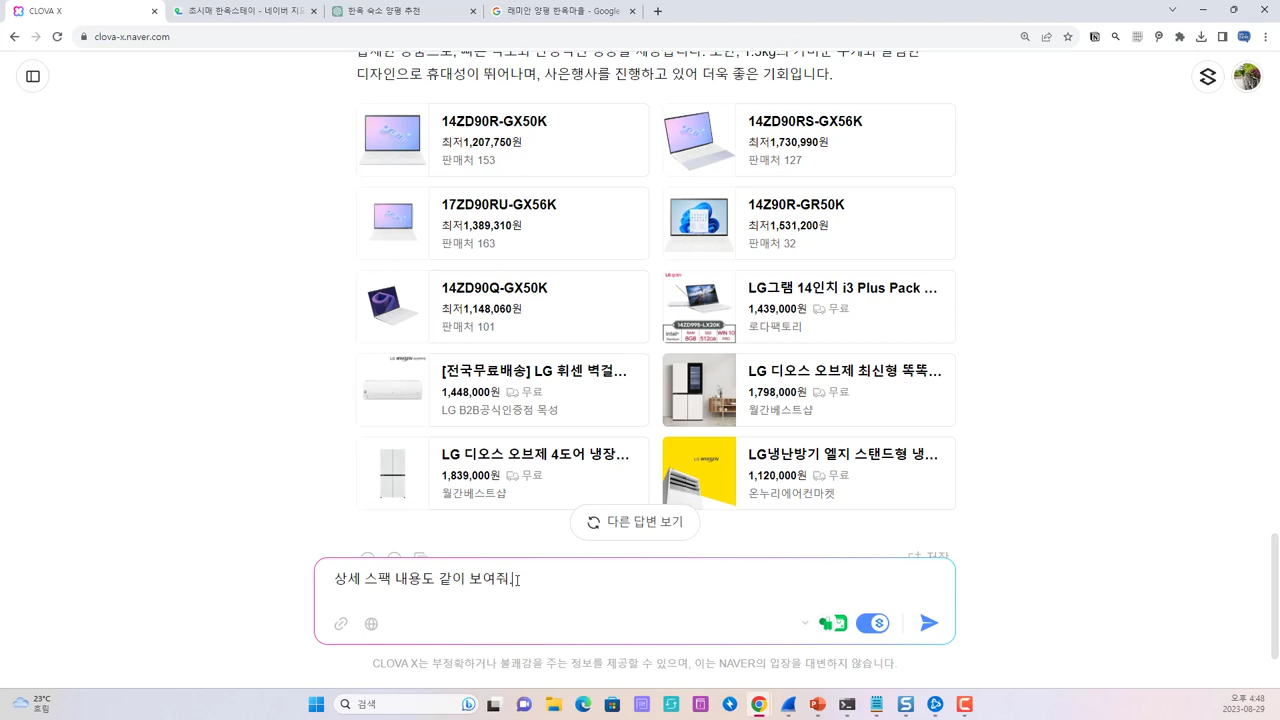 CLOVA X
조시매 한옥스테이 - 네이버 지도
한옥 숙소 양평 추천
래미안 양평 한옥마을 - Google
clova-x.naver.com
디자인으로 휴대성이 뛰어나며, 사은행사를 진행하고 있어 더욱 좋은 기회입니다.
14ZD90R-GX50K
최저1,207,750원
판매처 153
14ZD90RS-GX56K
최저1,730,990원
판매처 127
17ZD90RU-GX56K
최저1,389,310원
판매처 163
14Z90R-GR50K
최저1,531,200원
판매처 32
14ZD90Q-GX50K
최저1,148,060원
판매처 101
LG그램 14인치 i3 Plus Pack ...
1,439,000원 무료
로다팩토리
[전국무료배송] LG 휘센 벽걸...
1,448,000원 무료
LG B2B공식인증점 목성
LG 디오스 오브제 최신형 똑똑...
1,798,000원 무료
월간베스트샵
LG 디오스 오브제 4도어 냉장...
1,839,000원 무료
월간베스트샵
LG냉난방기 엘지 스탠드형 냉...
1,120,000원 무료
온누리에어컨마켓
다른 답변 보기
저장
상세 스팩 내용도 같이 보여줘.
CLOVA X는 부정확하거나 불쾌감을 주는 정보를 제공할 수 있으며, 이는 NAVER의 입장을 대변하지 않습니다.
23°C
흐림
검색
오후 4:48
2023-08-29